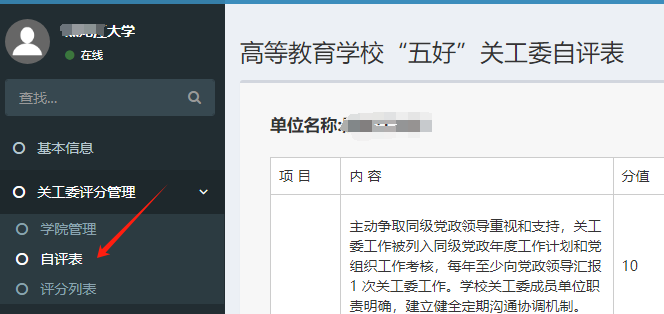 大学
在线
查找...
基本信息
关工委评分管理
学院管理
自评表
评分列表
高等教育学校“五好”关工委自评表
单位名称:
项 目
内 容
分值
主动争取同级党政领导重视和支持，关工
委工作被列入同级党政年度工作计划和党
组织工作考核，每年至少向党政领导汇报
1 次关工委工作。学校关工委成员单位职
责明确，建立健全定期沟通协调机制。
10